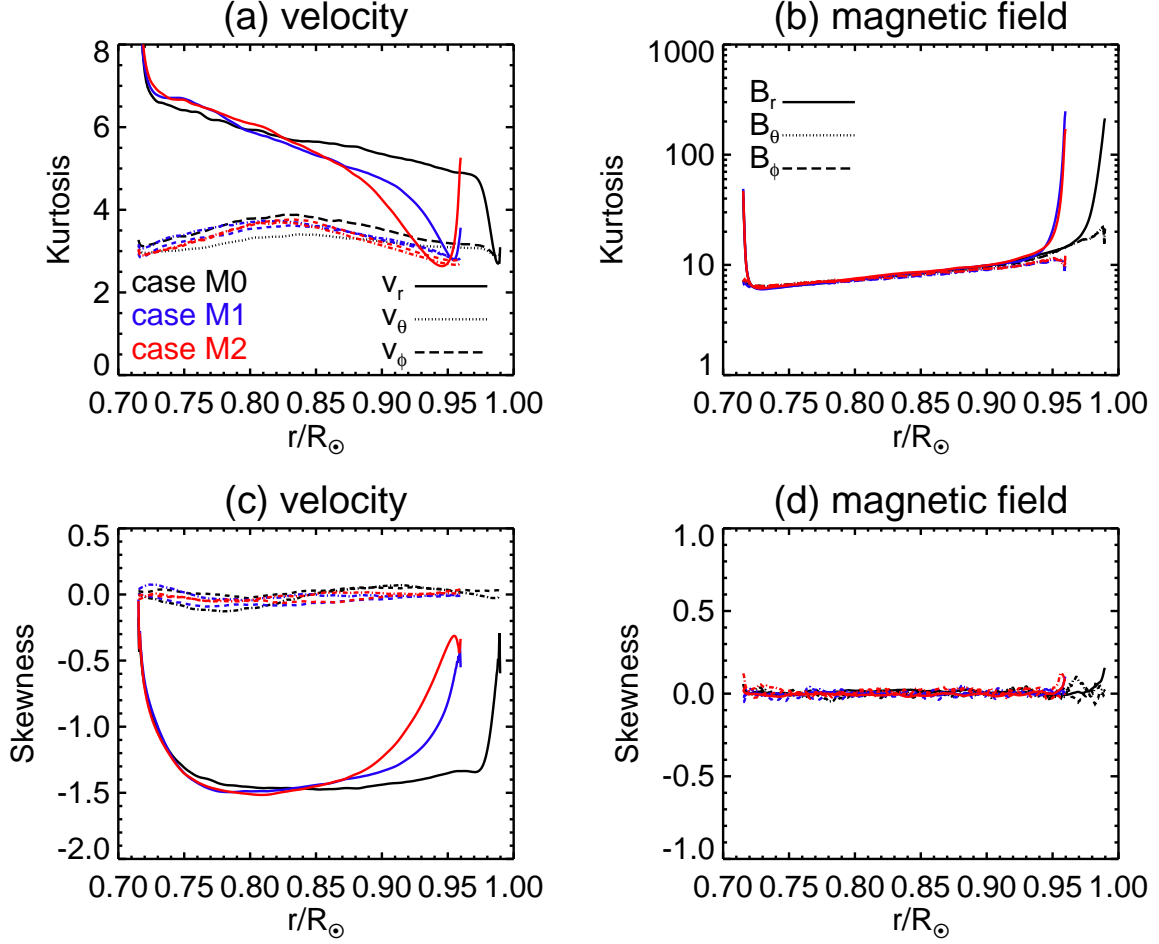 (a) velocity
8
6
4
2
0
Kurtosis
case M0
case M1
case M2
v_r
v_θ
v_ϕ
0.70 0.75 0.80 0.85 0.90 0.95 1.00
r/R_⊙
(b) magnetic field
1000
100
10
1
Kurtosis
B_r
B_θ
B_ϕ
0.70 0.75 0.80 0.85 0.90 0.95 1.00
r/R_⊙
(c) velocity
0.5
0.0
-0.5
-1.0
-1.5
-2.0
Skewness
0.70 0.75 0.80 0.85 0.90 0.95 1.00
r/R_⊙
(d) magnetic field
1.0
0.5
0.0
-0.5
-1.0
Skewness
0.70 0.75 0.80 0.85 0.90 0.95 1.00
r/R_⊙